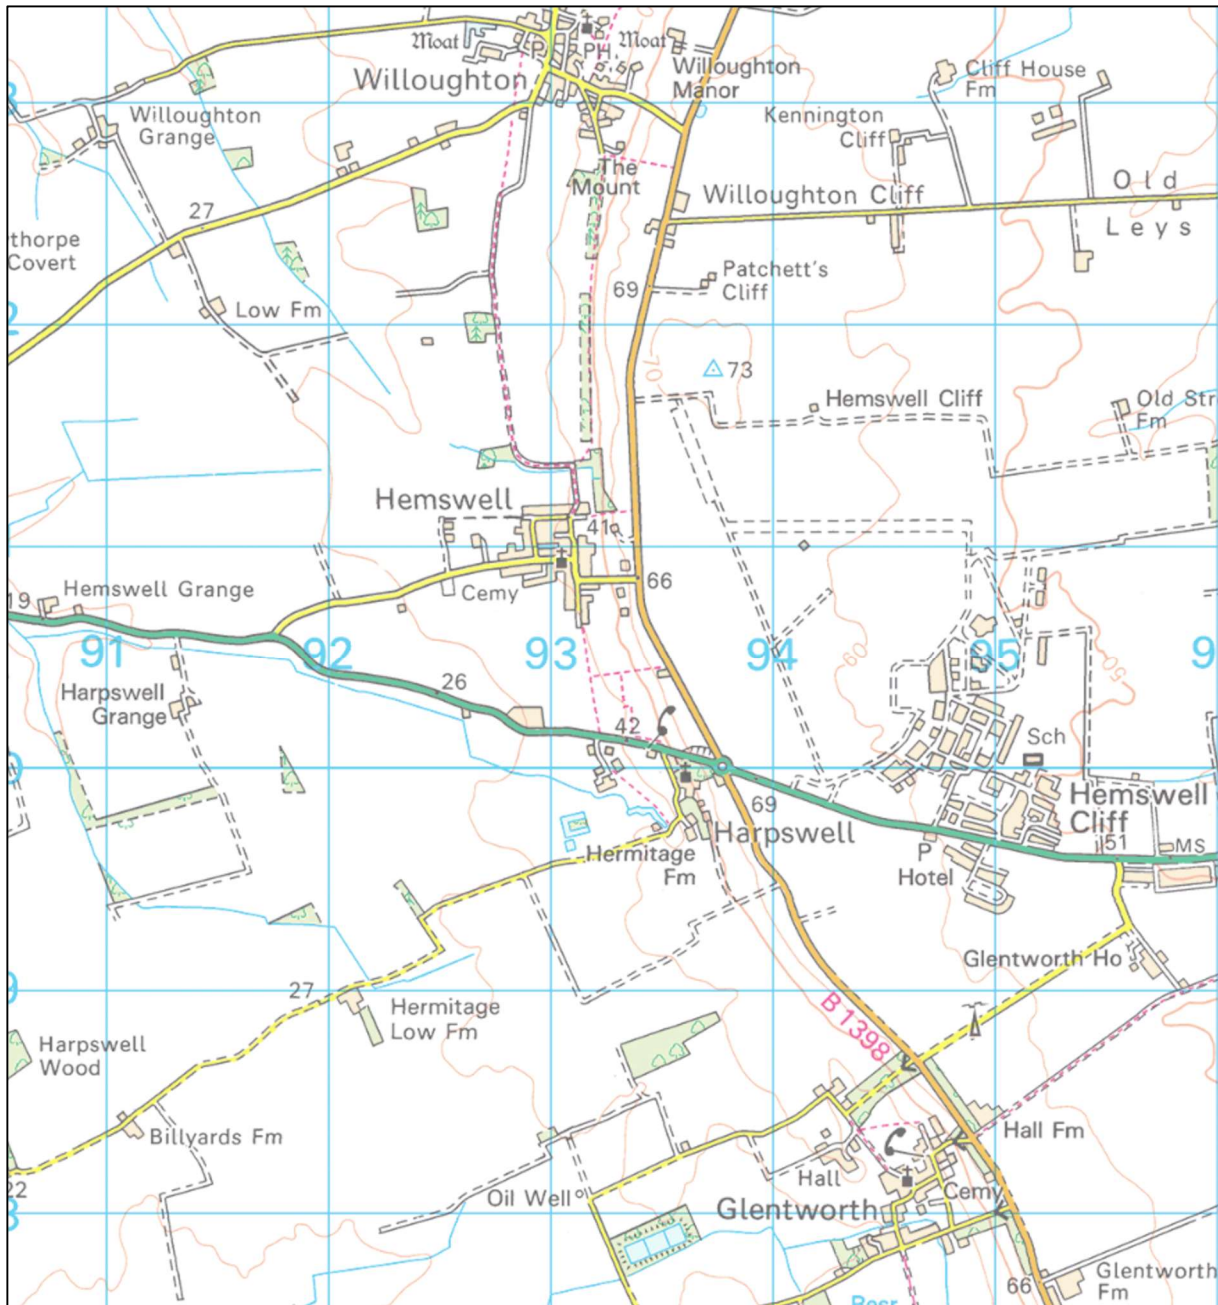 Moat
P
PH
Moat
Willoughton
Willoughton
Manor
Cliff House
Fm
Willoughton
Grange
Kennington
Cliff
The
Mount
Willoughton Cliff
Old
Leys
27
thorpe
Covert
Patchett's
Cliff
69
Low Fm
70
73
Hemswell Cliff
Old Str
Fm
Hemswell
41
66
Cemy
Hemswell Grange
19
91
92
93
94
95
9
60
50
26
42
Harpswell
Grange
Sch
69
Hemswell
Cliff
Harpswell
51
MS
P
Hotel
Hermitage
Fm
Glentworth Ho
27
Hermitage
Low Fm
B 1398
Harpswell
Wood
Billyards Fm
Hall Fm
Hall
22
Oil Well
Cemy
Glentworth
66
Glentworth
Fm